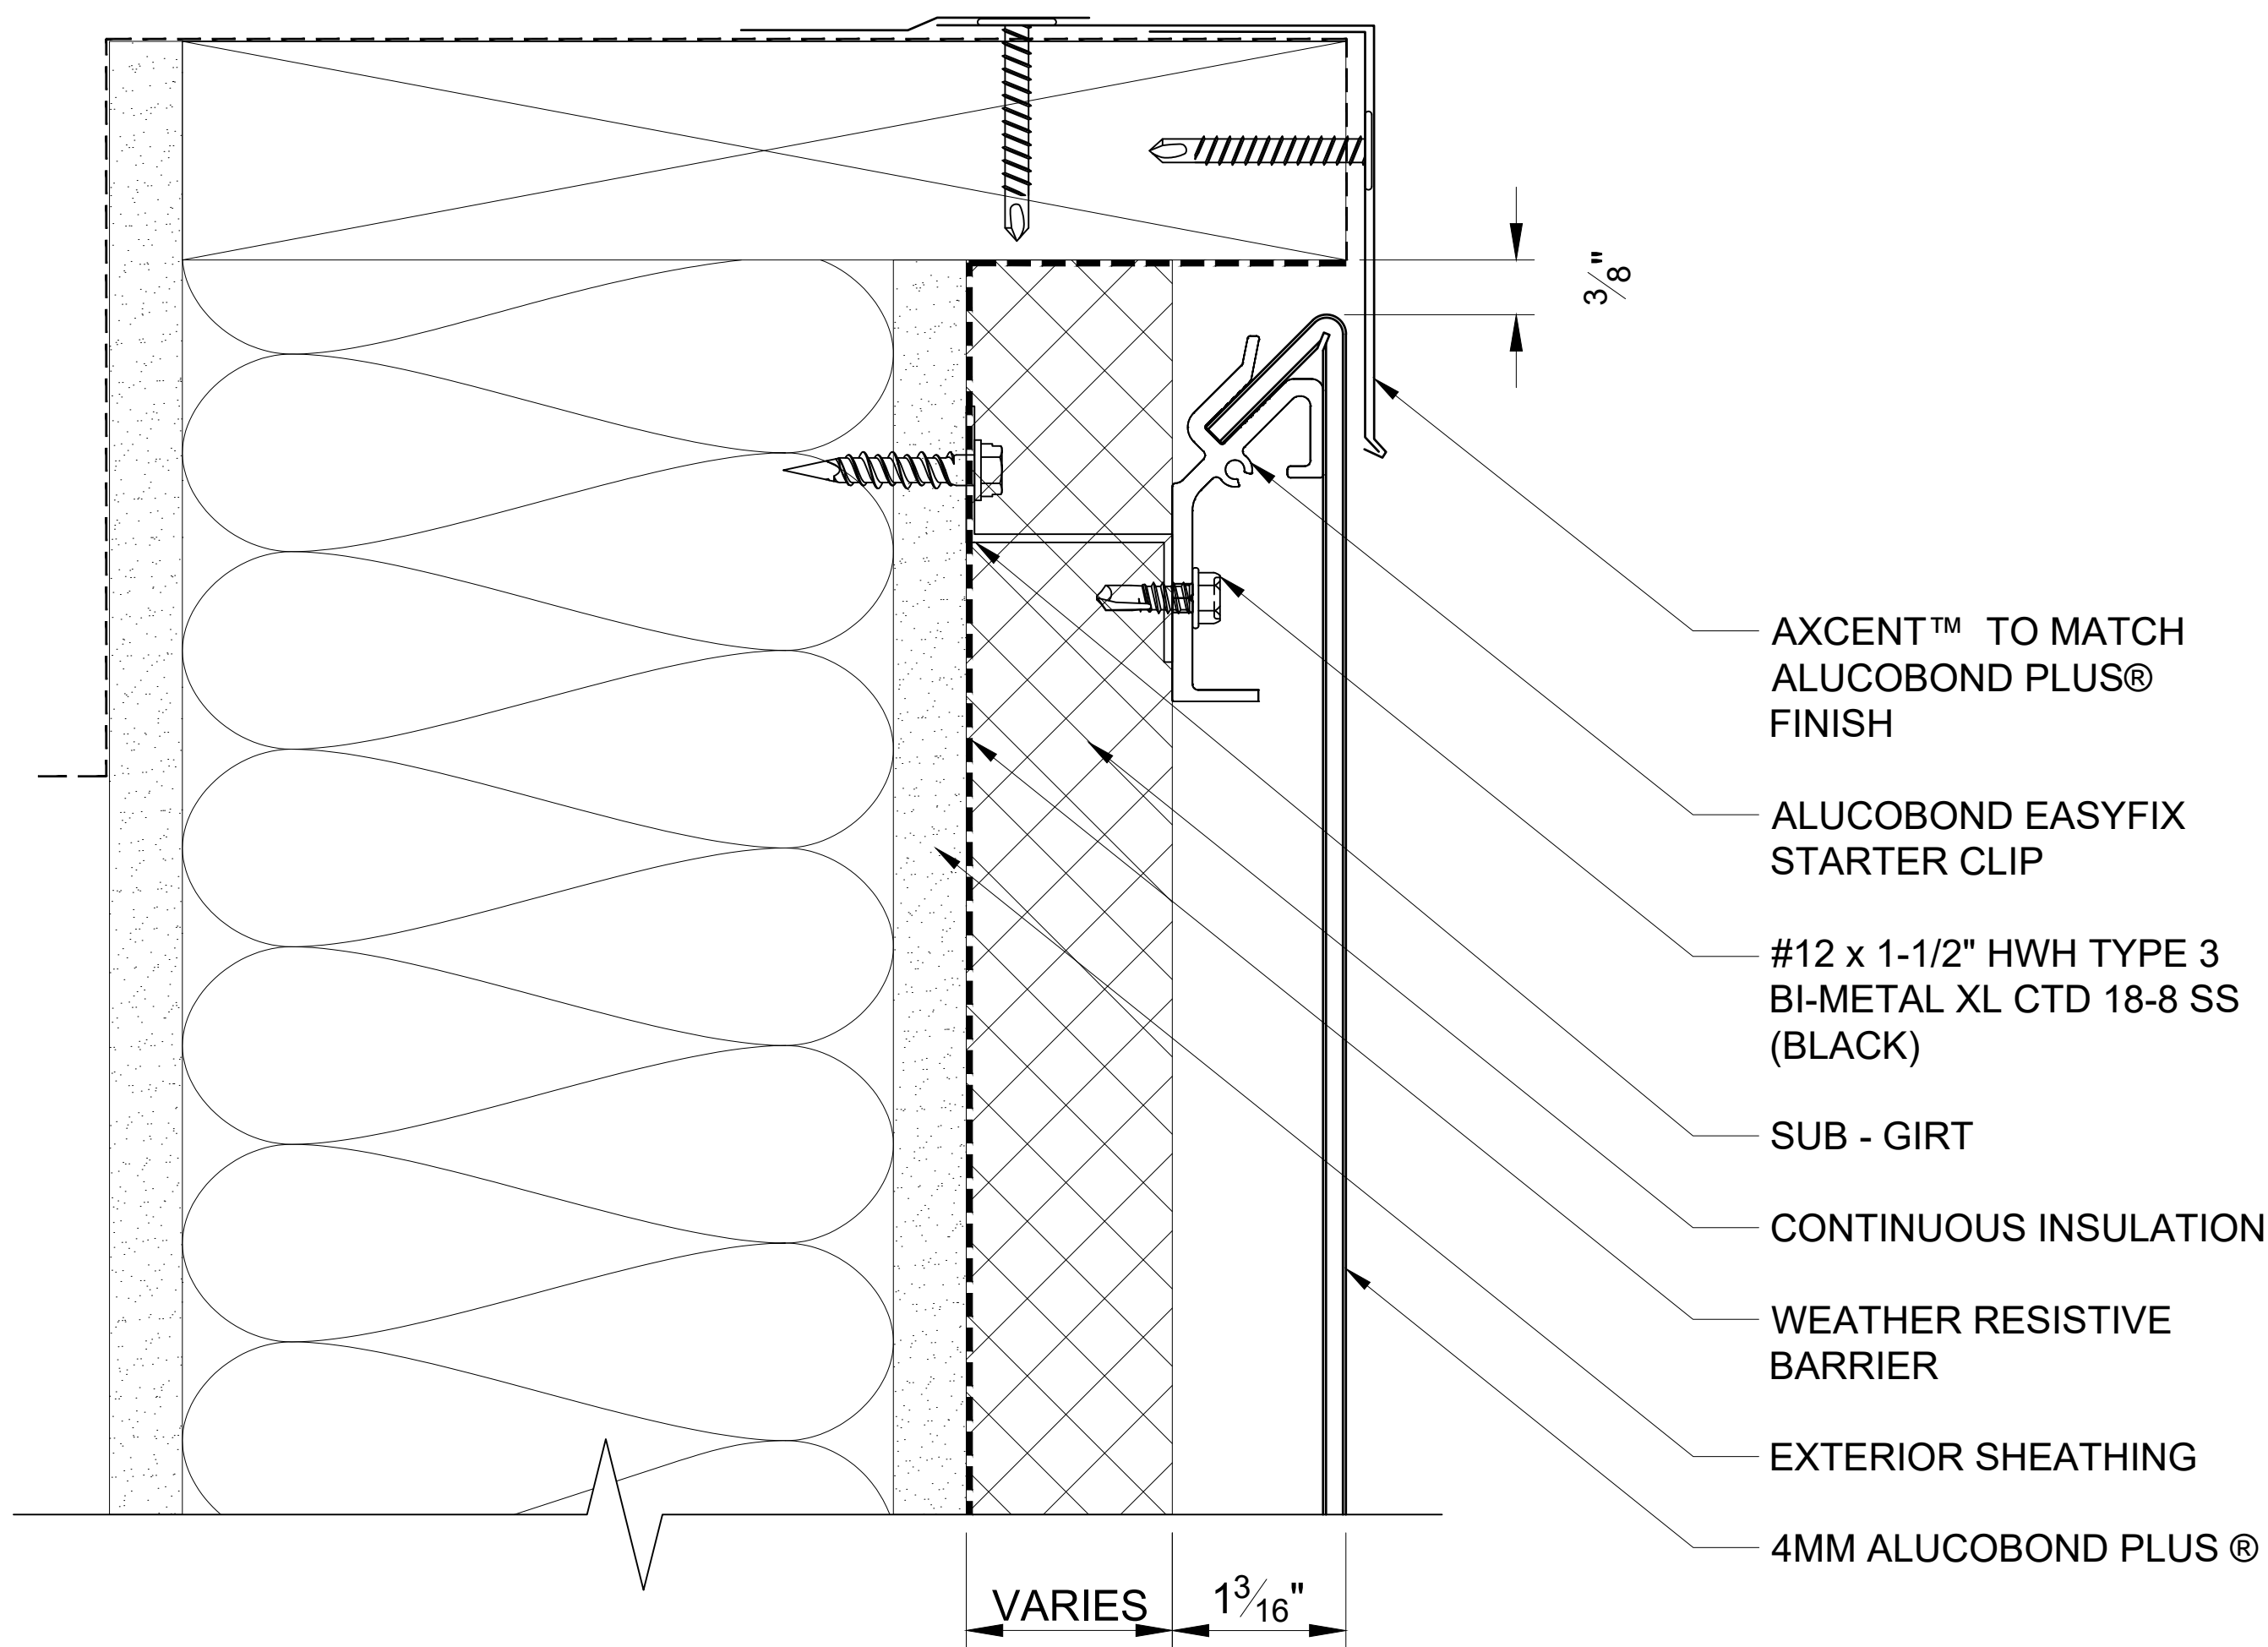 3/8"
AXCENT™ TO MATCH
ALUCOBOND PLUS®
FINISH
ALUCOBOND EASYFIX
STARTER CLIP
#12 x 1-1/2" HWH TYPE 3
BI-METAL XL CTD 18-8 SS
(BLACK)
SUB - GIRT
CONTINUOUS INSULATION
WEATHER RESISTIVE
BARRIER
EXTERIOR SHEATHING
4MM ALUCOBOND PLUS ®
VARIES
1 3/16"